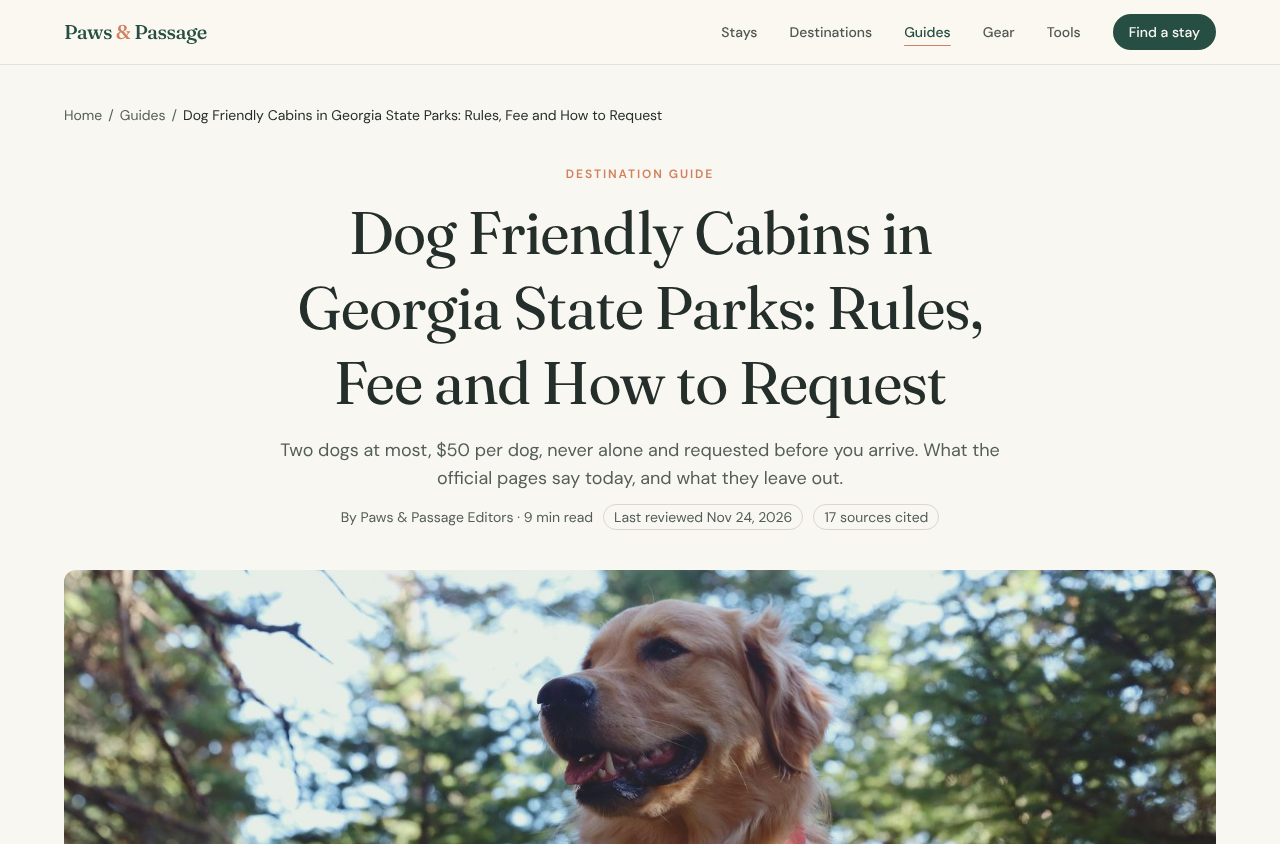 Paws & Passage
Stays
Destinations
Guides
Gear
Tools
Find a stay
Home / Guides / Dog Friendly Cabins in Georgia State Parks: Rules, Fee and How to Request
DESTINATION GUIDE
Dog Friendly Cabins in
Georgia State Parks: Rules,
Fee and How to Request
Two dogs at most, $50 per dog, never alone and requested before you arrive. What the
official pages say today, and what they leave out.
By Paws & Passage Editors · 9 min read
Last reviewed Nov 24, 2026
17 sources cited